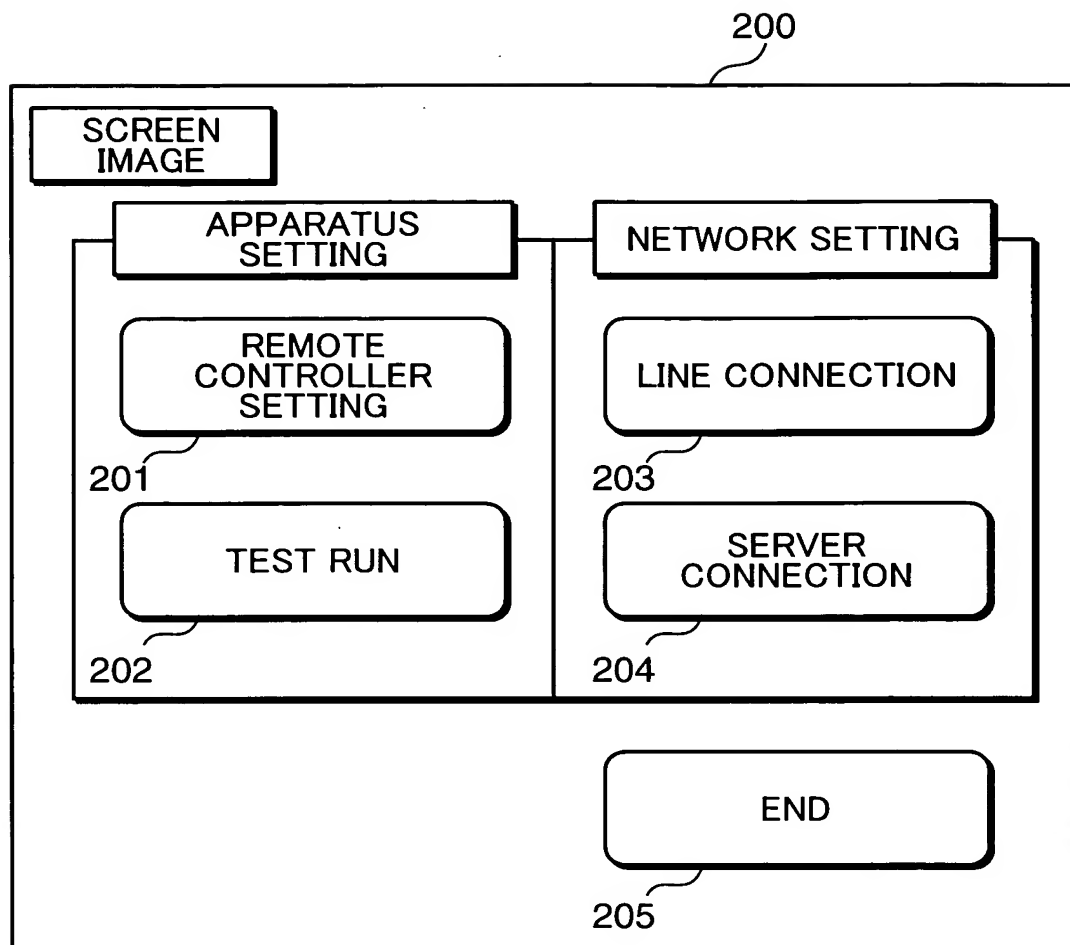 200
SCREEN
IMAGE
APPARATUS
SETTING
NETWORK SETTING
REMOTE
CONTROLLER
SETTING
LINE CONNECTION
201
203
TEST RUN
SERVER
CONNECTION
202
204
END
205